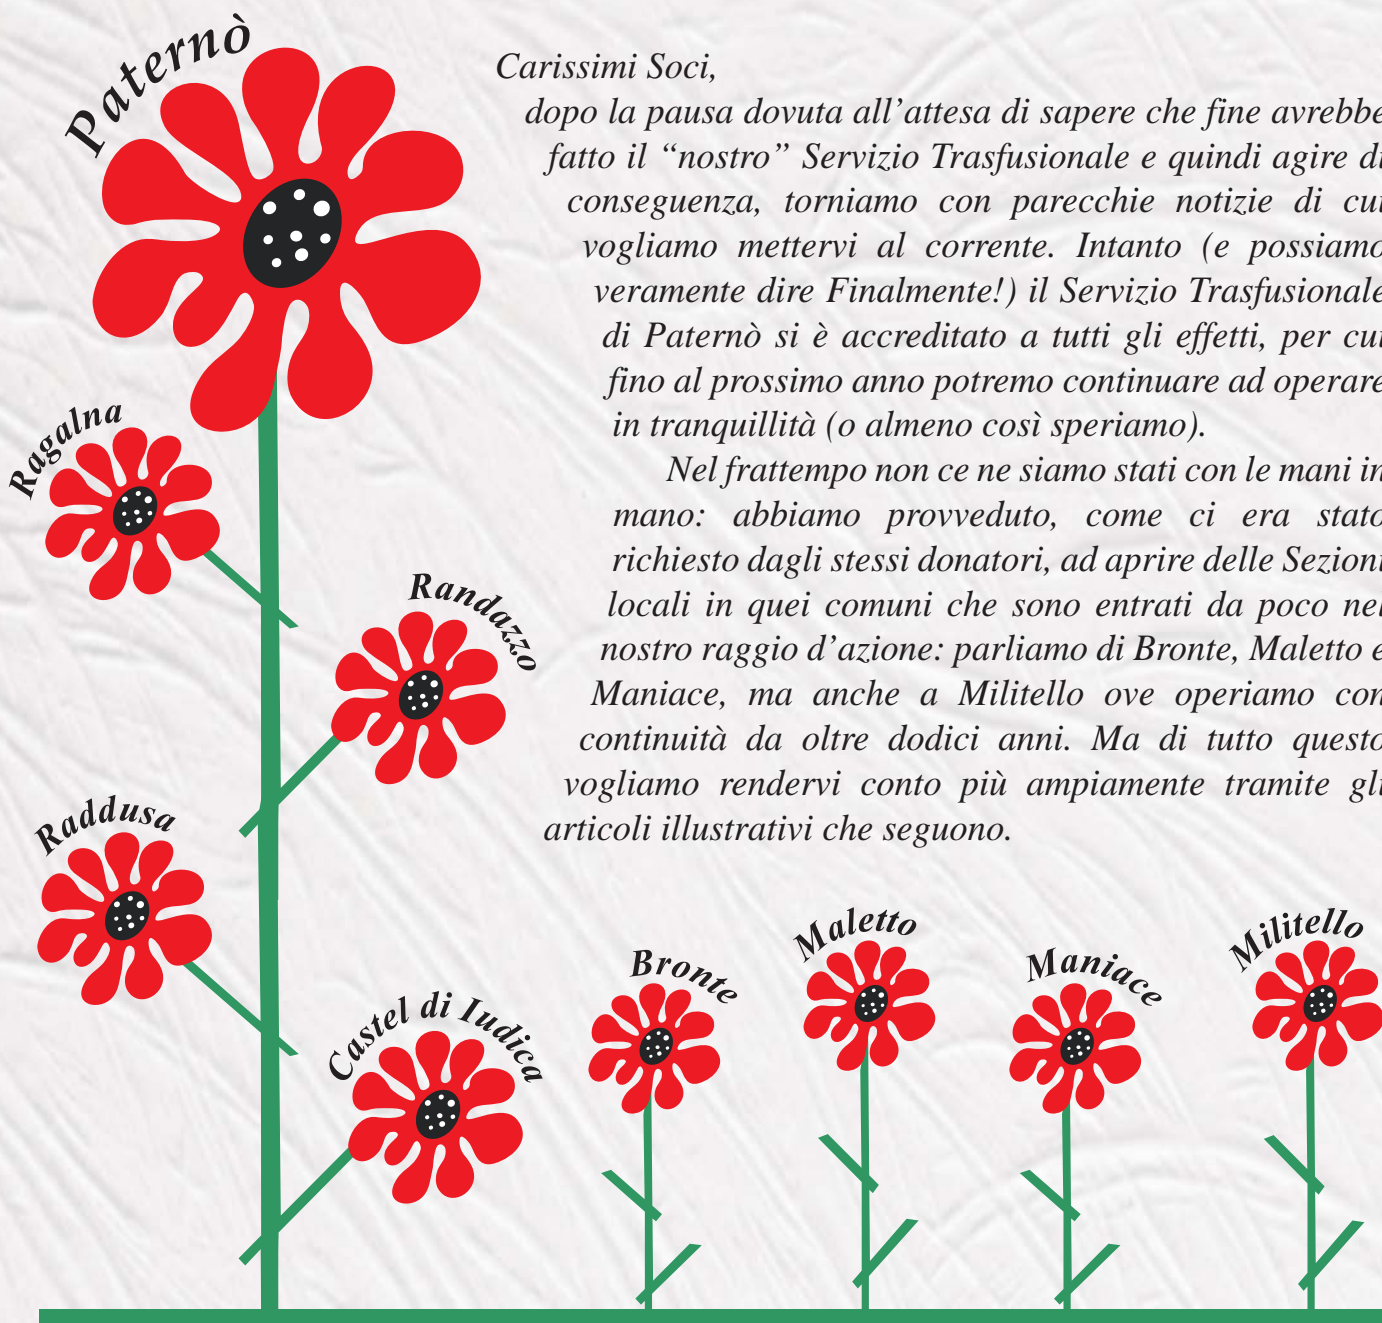 Paternò
Carissimi Soci,
dopo la pausa dovuta all’attesa di sapere che fine avrebbe
fatto il “nostro” Servizio Trasfusionale e quindi agire di
conseguenza, torniamo con parecchie notizie di cui
vogliamo mettervi al corrente. Intanto (e possiamo
veramente dire Finalmente!) il Servizio Trasfusionale
di Paternò si è accreditato a tutti gli effetti, per cui
fino al prossimo anno potremo continuare ad operare
in tranquillità (o almeno così speriamo).
Nel frattempo non ce ne siamo stati con le mani in
mano: abbiamo provveduto, come ci era stato
richiesto dagli stessi donatori, ad aprire delle Sezioni
locali in quei comuni che sono entrati da poco nel
nostro raggio d’azione: parliamo di Bronte, Maletto e
Maniace, ma anche a Militello ove operiamo con
continuità da oltre dodici anni. Ma di tutto questo
vogliamo rendervi conto più ampiamente tramite gli
articoli illustrativi che seguono.
Ragalna
Randazzo
Raddusa
Castel di Iudica
Bronte
Maletto
Maniace
Militello